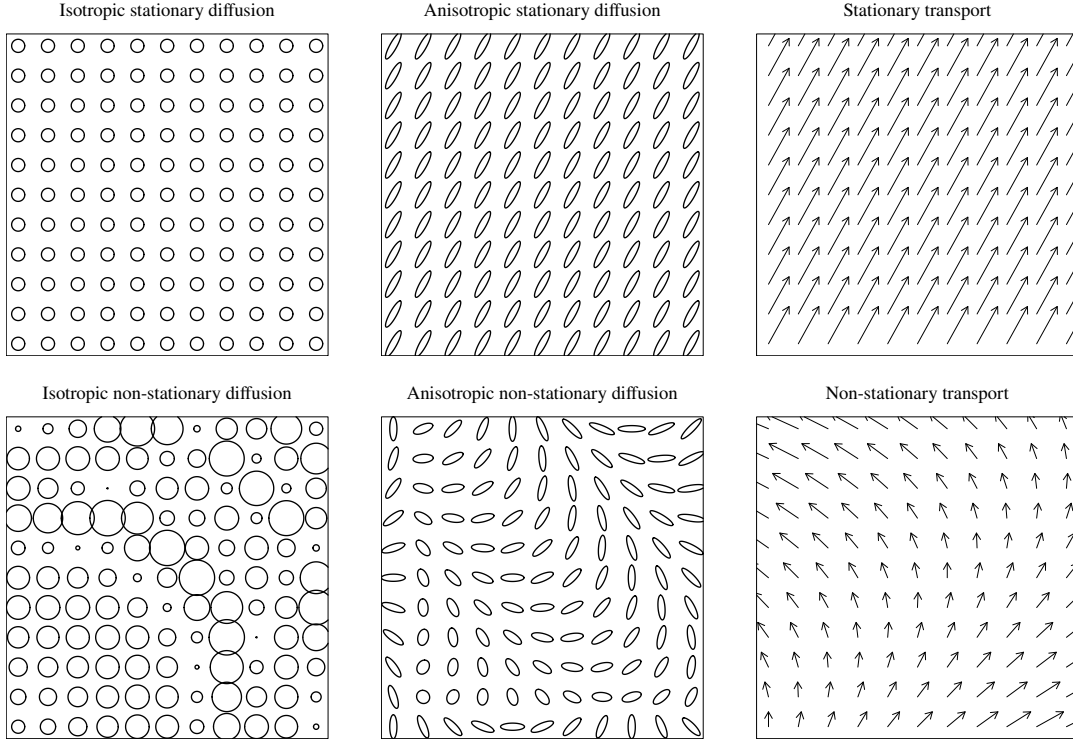 Isotropic stationary diffusion
Anisotropic stationary diffusion
Stationary transport
Isotropic non-stationary diffusion
Anisotropic non-stationary diffusion
Non-stationary transport